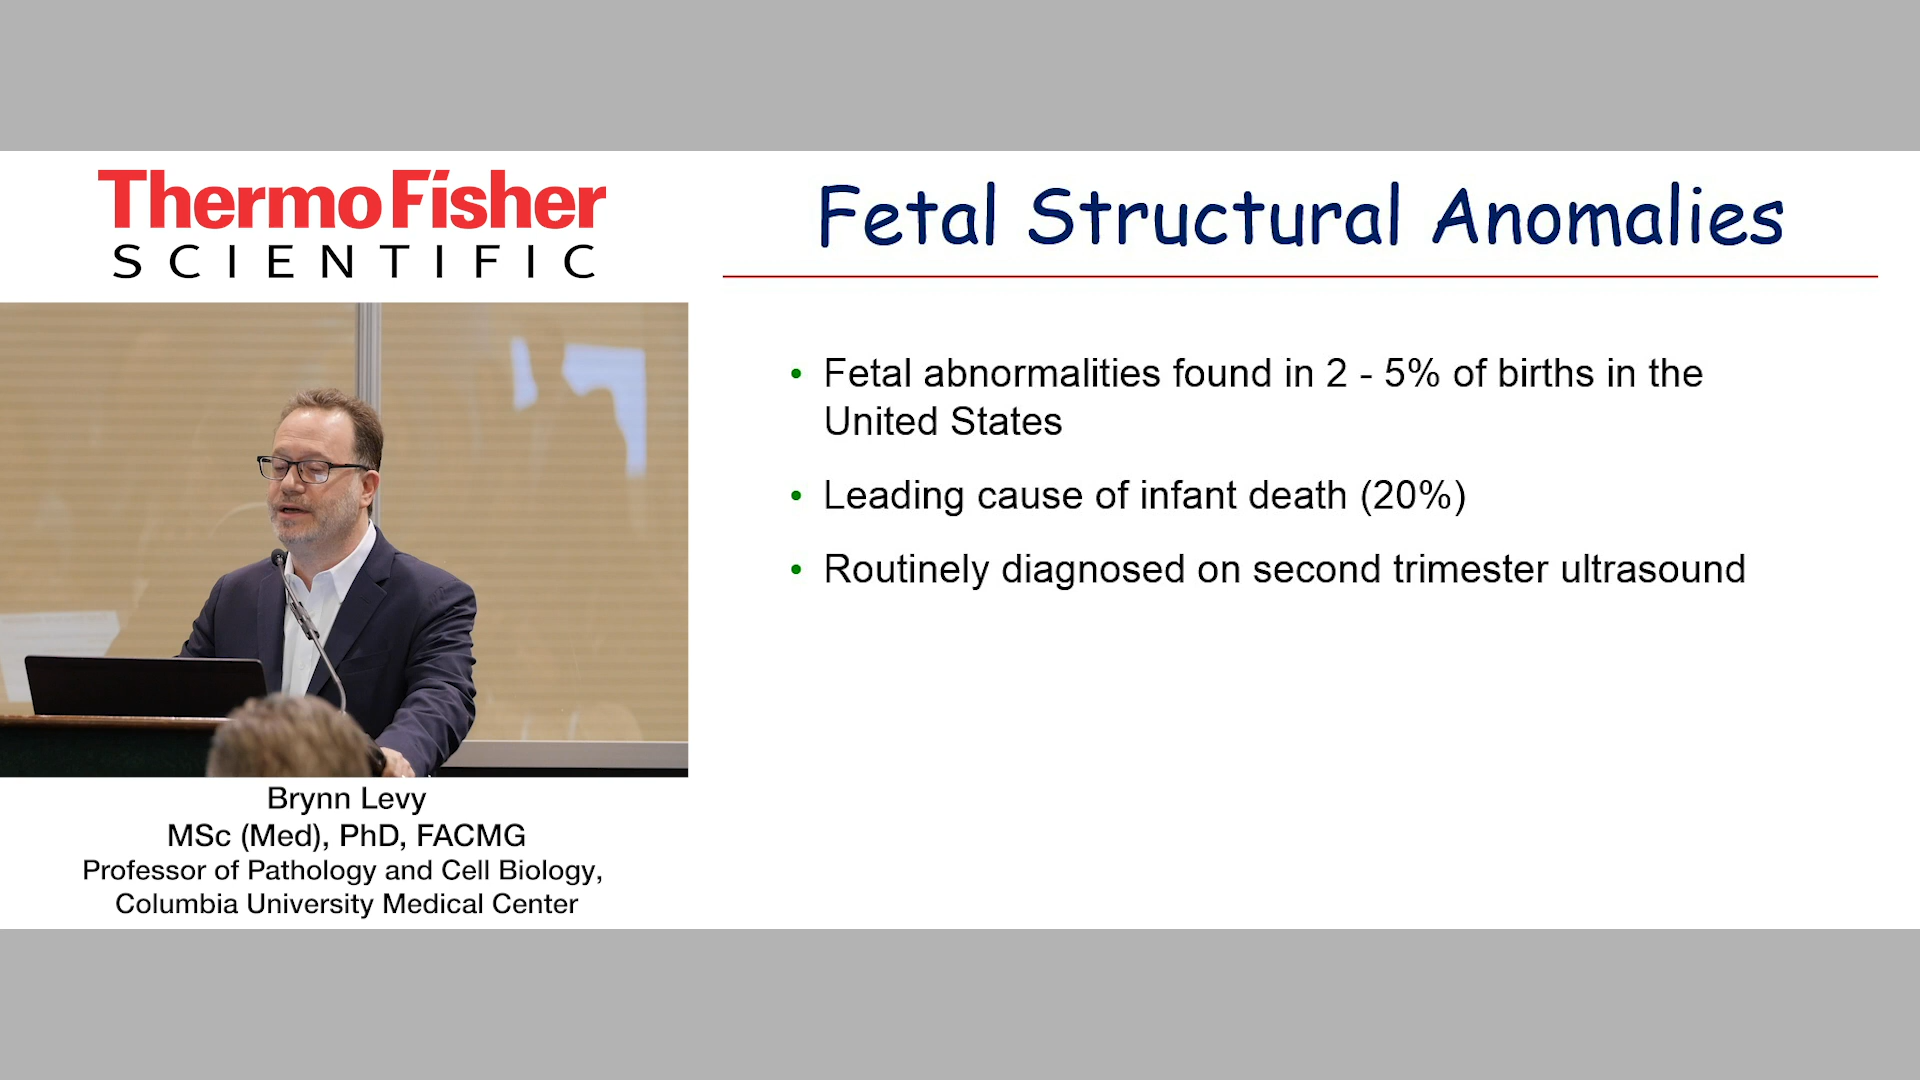 ThermoFisher
SCIENTIFIC
Brynn Levy
MSc (Med), PhD, FACMG
Professor of Pathology and Cell Biology,
Columbia University Medical Center
Fetal Structural Anomalies
• Fetal abnormalities found in 2 - 5% of births in the
United States
• Leading cause of infant death (20%)
• Routinely diagnosed on second trimester ultrasound